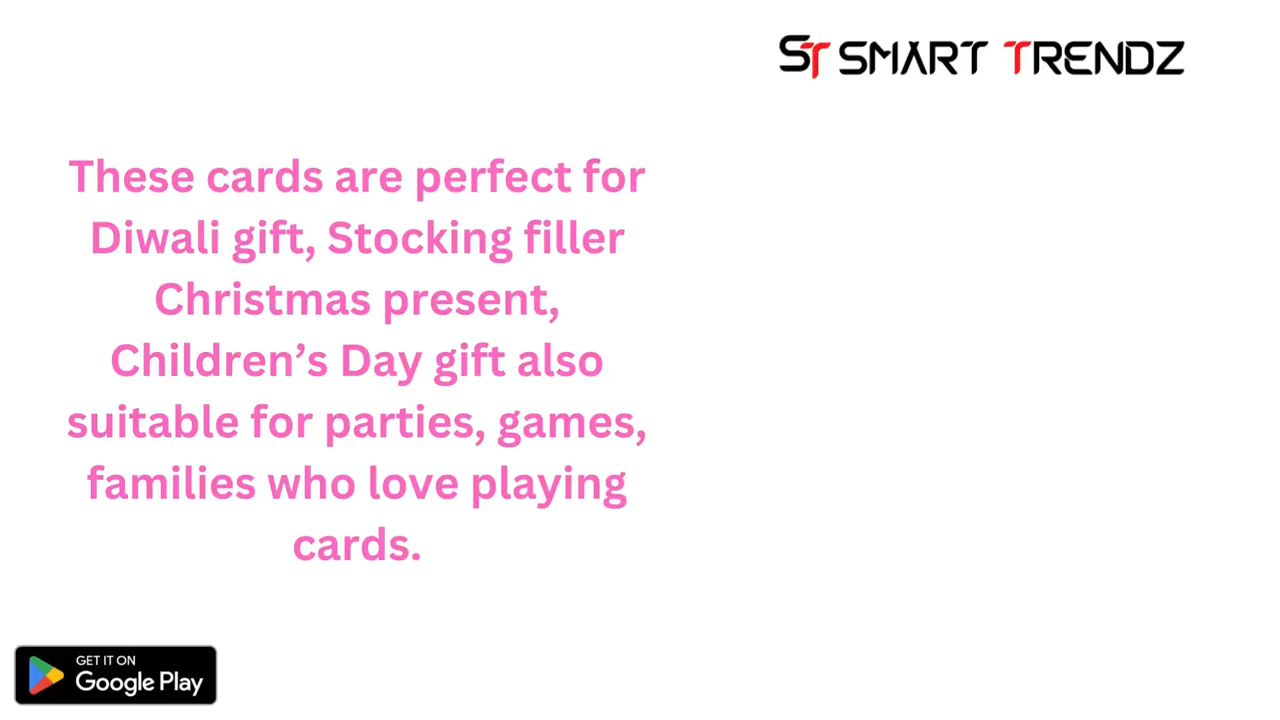 ST SMART TRENDZ
These cards are perfect for
Diwali gift, Stocking filler
Christmas present,
Children’s Day gift also
suitable for parties, games,
families who love playing
cards.
GET IT ON
Google Play